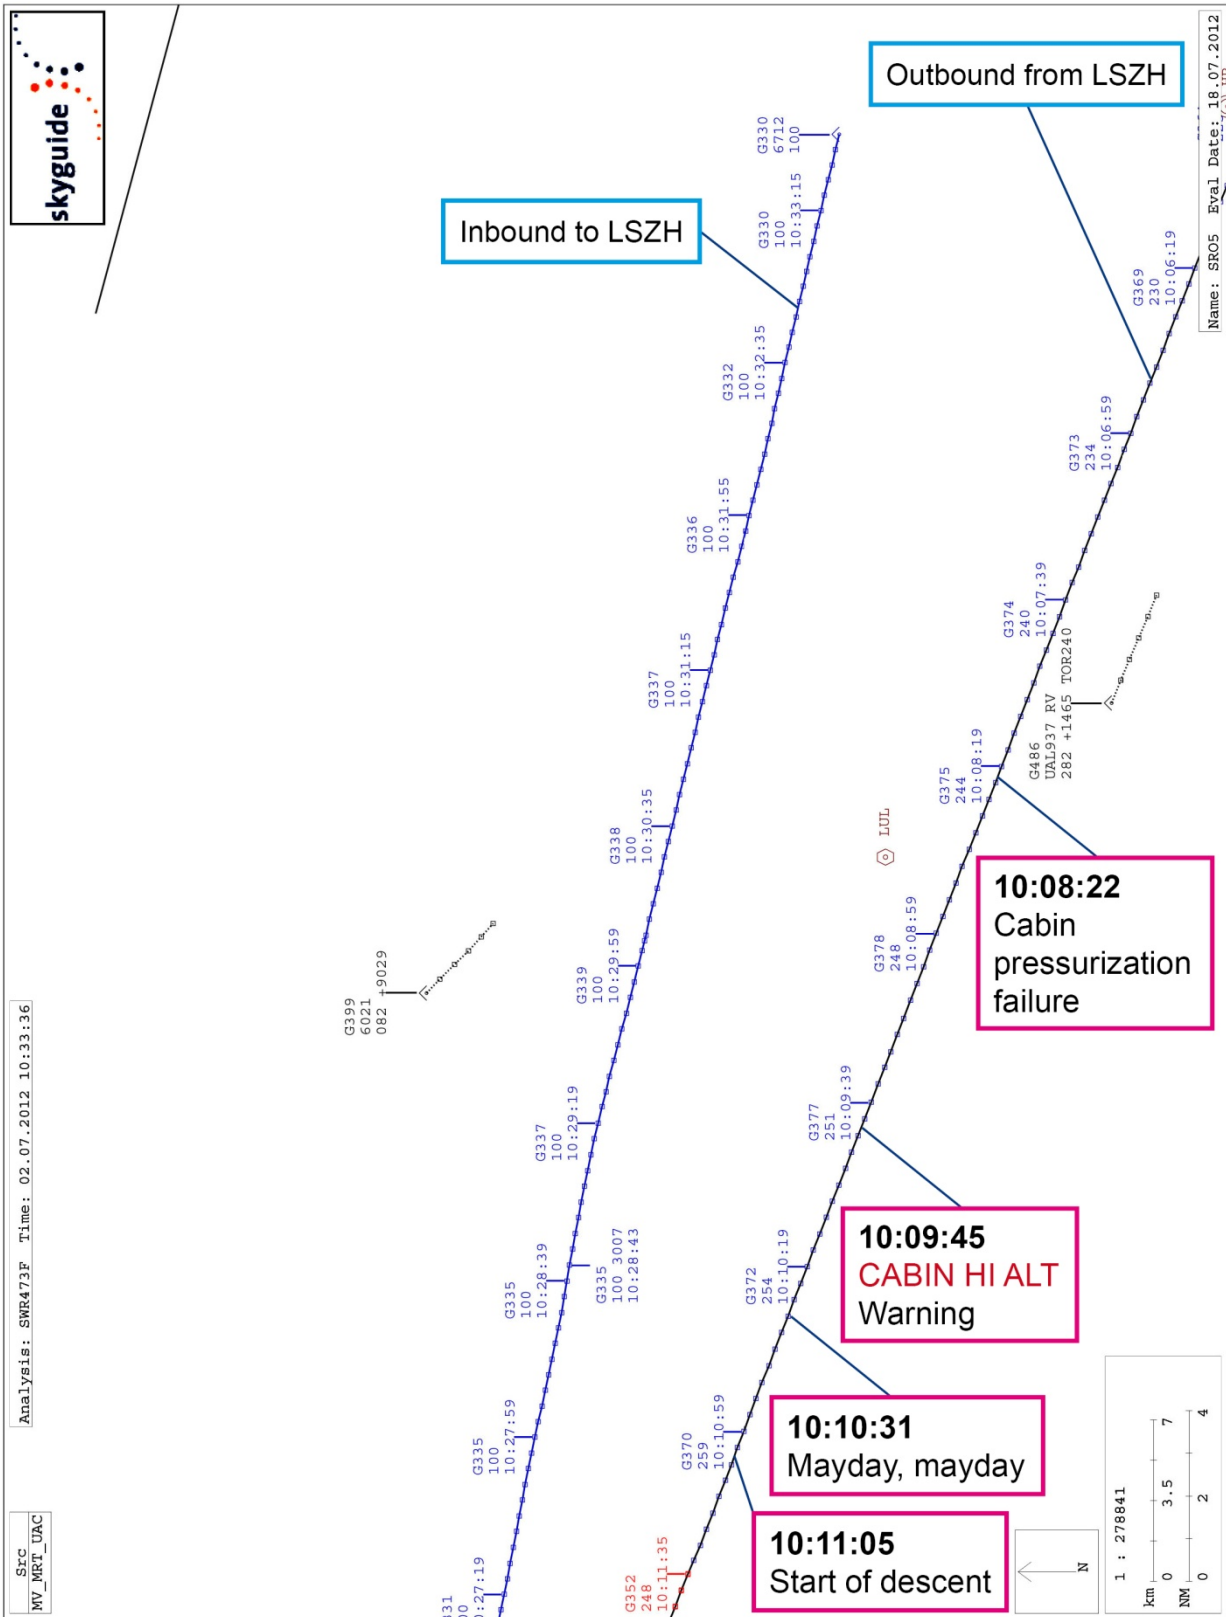 skyguide
Src
MV_MRT_UAC
Analysis: SWR473F Time: 02.07.2012 10:33:36
Name: SR05 Eval Date: 18.07.2012
Outbound from LSZH
Inbound to LSZH
G330
6712
100
G330
100
10:33:15
G332
100
10:32:35
G336
100
10:31:55
G337
100
10:31:15
G338
100
10:30:35
G339
100
10:29:59
G337
100
10:29:19
G335
100
10:28:39
G335
100 3007
10:28:43
G335
100
10:27:59
G399
6021
082 +9029
G369
230
10:06:19
G373
234
10:06:59
G374
240
10:07:39
G486
UAL937 RV
282 +1465 TOR240
G375
244
10:08:19
LUL
G378
248
10:08:59
G377
251
10:09:39
G372
254
10:10:19
G370
259
10:10:59
G352
248
10:11:35
10:08:22
Cabin
pressurization
failure
10:09:45
CABIN HI ALT
Warning
10:10:31
Mayday, mayday
10:11:05
Start of descent
N
1 : 278841
km
0 3.5 7
NM
0 2 4